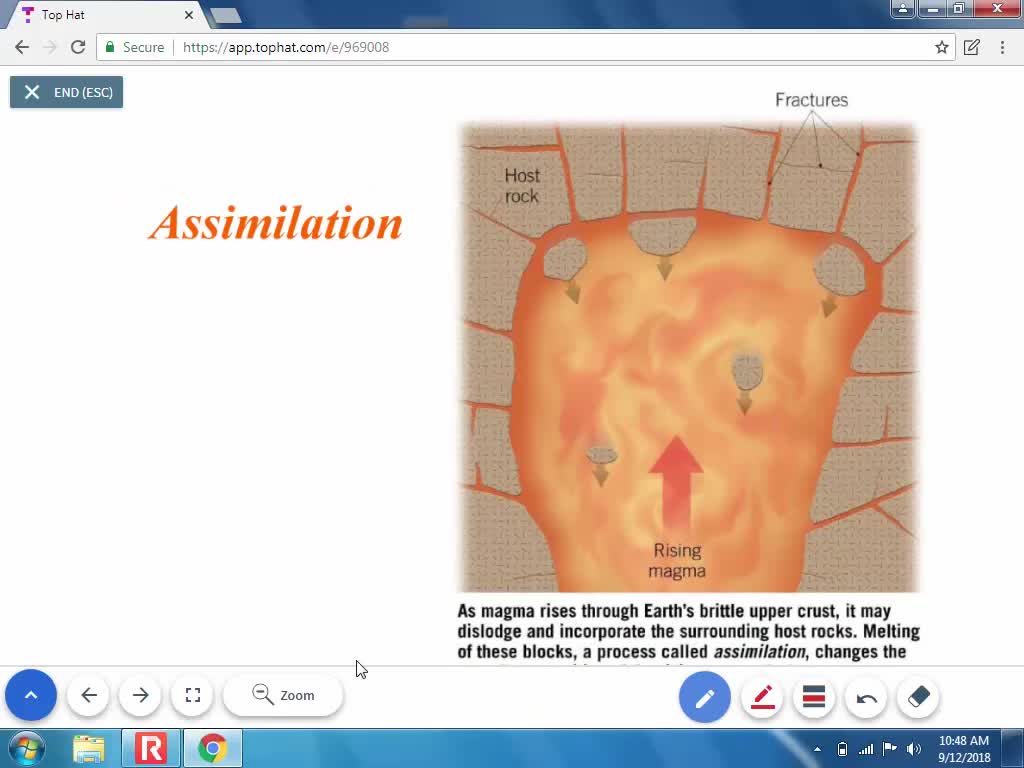 Top Hat
Secure
https://app.tophat.com/e/969008
END (ESC)
Fractures
Host
rock
Assimilation
Rising
magma
As magma rises through Earth's brittle upper crust, it may
dislodge and incorporate the surrounding host rocks. Melting
of these blocks, a process called assimilation, changes the
Zoom
10:48 AM
9/12/2018